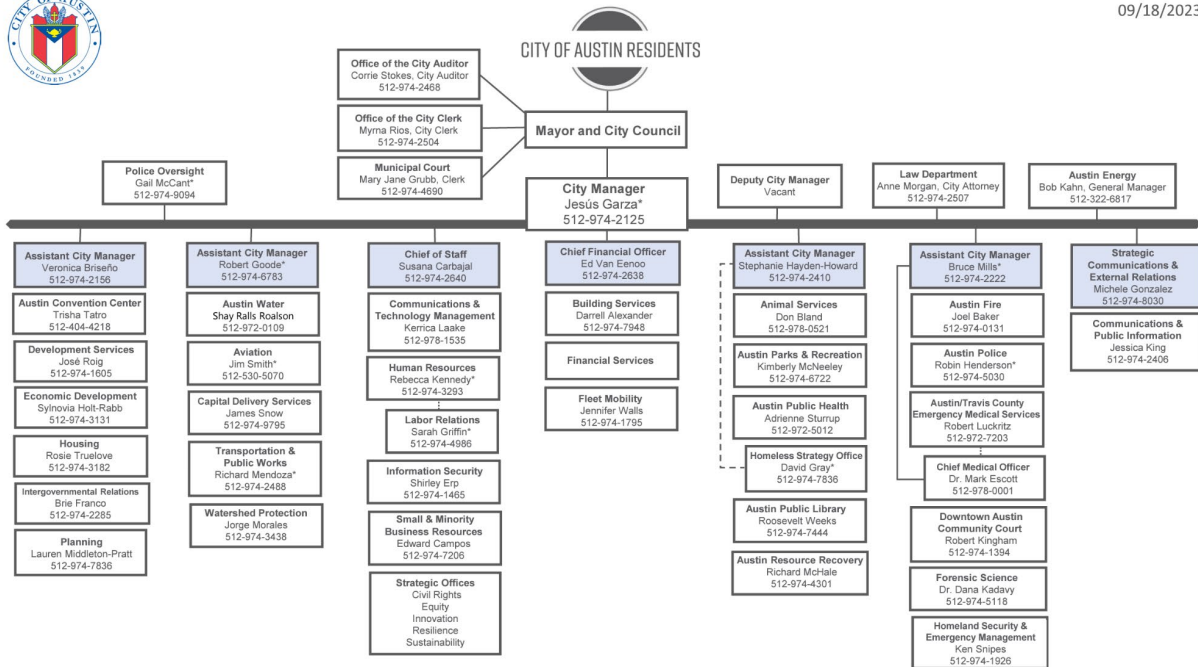 CITY OF AUSTIN
FOUNDED 1839
09/18/2023
CITY OF AUSTIN RESIDENTS
Office of the City Auditor
Corrie Stokes, City Auditor
512-974-2468
Office of the City Clerk
Myrna Rios, City Clerk
512-974-2504
Municipal Court
Mary Jane Grubb, Clerk
512-974-4690
Mayor and City Council
Police Oversight
Gail McCant*
512-974-9094
City Manager
Jesús Garza*
512-974-2125
Deputy City Manager
Vacant
Law Department
Anne Morgan, City Attorney
512-974-2507
Austin Energy
Bob Kahn, General Manager
512-322-6817
Assistant City Manager
Veronica Briseño
512-974-2156
Austin Convention Center
Trisha Tatro
512-404-4218
Development Services
José Roig
512-974-1605
Economic Development
Sylnovia Holt-Rabb
512-974-3131
Housing
Rosie Truelove
512-974-3182
Intergovernmental Relations
Brie Franco
512-974-2285
Planning
Lauren Middleton-Pratt
512-974-7836
Assistant City Manager
Robert Goode*
512-974-6783
Austin Water
Shay Ralls Roalson
512-972-0109
Aviation
Jim Smith*
512-530-5070
Capital Delivery Services
James Snow
512-974-9795
Transportation &
Public Works
Richard Mendoza*
512-974-2488
Watershed Protection
Jorge Morales
512-974-3438
Chief of Staff
Susana Carbajal
512-974-2640
Communications &
Technology Management
Kerrica Laake
512-978-1535
Human Resources
Rebecca Kennedy*
512-974-3293
Labor Relations
Sarah Griffin*
512-974-4986
Information Security
Shirley Erp
512-974-1465
Small & Minority
Business Resources
Edward Campos
512-974-7206
Strategic Offices
Civil Rights
Equity
Innovation
Resilience
Sustainability
Chief Financial Officer
Ed Van Eenoo
512-974-2638
Building Services
Darrell Alexander
512-974-7948
Financial Services
Fleet Mobility
Jennifer Walls
512-974-1795
Assistant City Manager
Stephanie Hayden-Howard
512-974-2410
Animal Services
Don Bland
512-978-0521
Austin Parks & Recreation
Kimberly McNeeley
512-974-6722
Austin Public Health
Adrienne Sturrup
512-972-5012
Homeless Strategy Office
David Gray*
512-974-7836
Austin Public Library
Roosevelt Weeks
512-974-7444
Austin Resource Recovery
Richard McHale
512-974-4301
Assistant City Manager
Bruce Mills*
512-974-2222
Austin Fire
Joel Baker
512-974-0131
Austin Police
Robin Henderson*
512-974-5030
Austin/Travis County
Emergency Medical Services
Robert Luckritz
512-972-7203
Chief Medical Officer
Dr. Mark Escott
512-978-0001
Downtown Austin
Community Court
Robert Kingham
512-974-1394
Forensic Science
Dr. Dana Kadavy
512-974-5118
Homeland Security &
Emergency Management
Ken Snipes
512-974-1926
Strategic
Communications &
External Relations
Michele Gonzalez
512-974-8030
Communications &
Public Information
Jessica King
512-974-2406